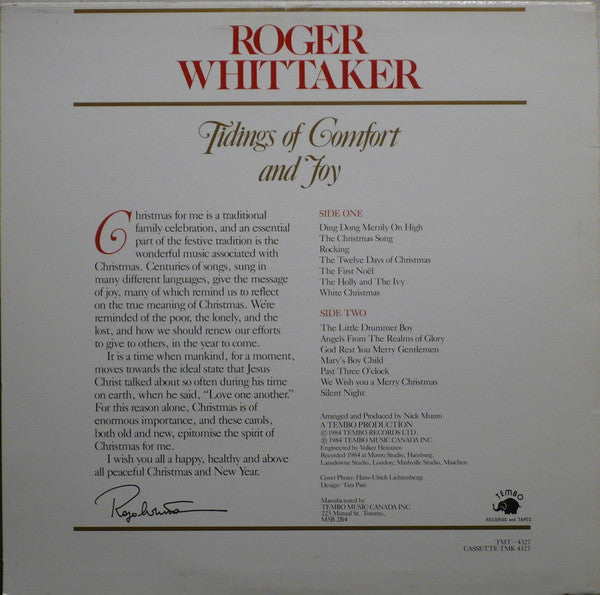 ROGER
WHITTAKER
Tidings of Comfort
and Joy
Christmas for me is a traditional
family celebration, and an essential
part of the festive tradition is the
wonderful music associated with
Christmas. Centuries of songs, sung in
many different languages, give the message
of joy, many of which remind us to reflect
on the true meaning of Christmas. We're
reminded of the poor, the lonely, and the
lost, and how we should renew our efforts
to give to others, in the year to come.
It is a time when mankind, for a moment,
moves towards the ideal state that Jesus
Christ talked about so often during his time
on earth, when he said, "Love one another."
For this reason alone, Christmas is of
enormous importance, and these carols,
both old and new, epitomise the spirit of
Christmas for me.
I wish you all a happy, healthy and above
all peaceful Christmas and New Year.
SIDE ONE
Ding Dong Merrily On High
The Christmas Song
Rocking
The Twelve Days of Christmas
The First Noël
The Holly and The Ivy
White Christmas
SIDE TWO
The Little Drummer Boy
Angels From The Realms of Glory
God Rest You Merry Gentlemen
Mary's Boy Child
Past Three O'clock
We Wish you a Merry Christmas
Silent Night
Arranged and Produced by Nick Munro
A TEMBO PRODUCTION
© 1984 TEMBO RECORDS LTD.
℗ 1984 TEMBO MUSIC CANADA INC.
Engineered by Volker Heintzen
Recorded 1984 at Munro Studio, Hamburg;
Lansdowne Studio, London; Mashville Studio, Maschen.
Cover Photo: Hans-Ulrich Lichtenberg
Design: Tara Pain
Manufactured by
TEMBO MUSIC CANADA INC
225 Mutual St. Toronto,
M5B 2B4
TEMBO
RECORDS and TAPES
TMT - 4327
CASSETTE TMK 4327